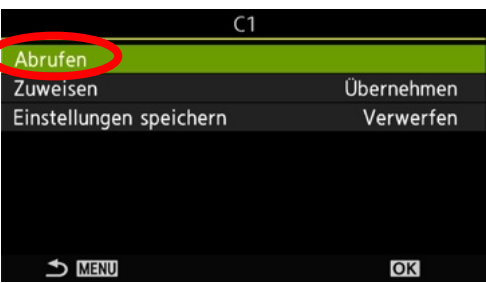 C1
Abrufen
Zuweisen Übernehmen
Einstellungen speichern Verwerfen
MENU OK